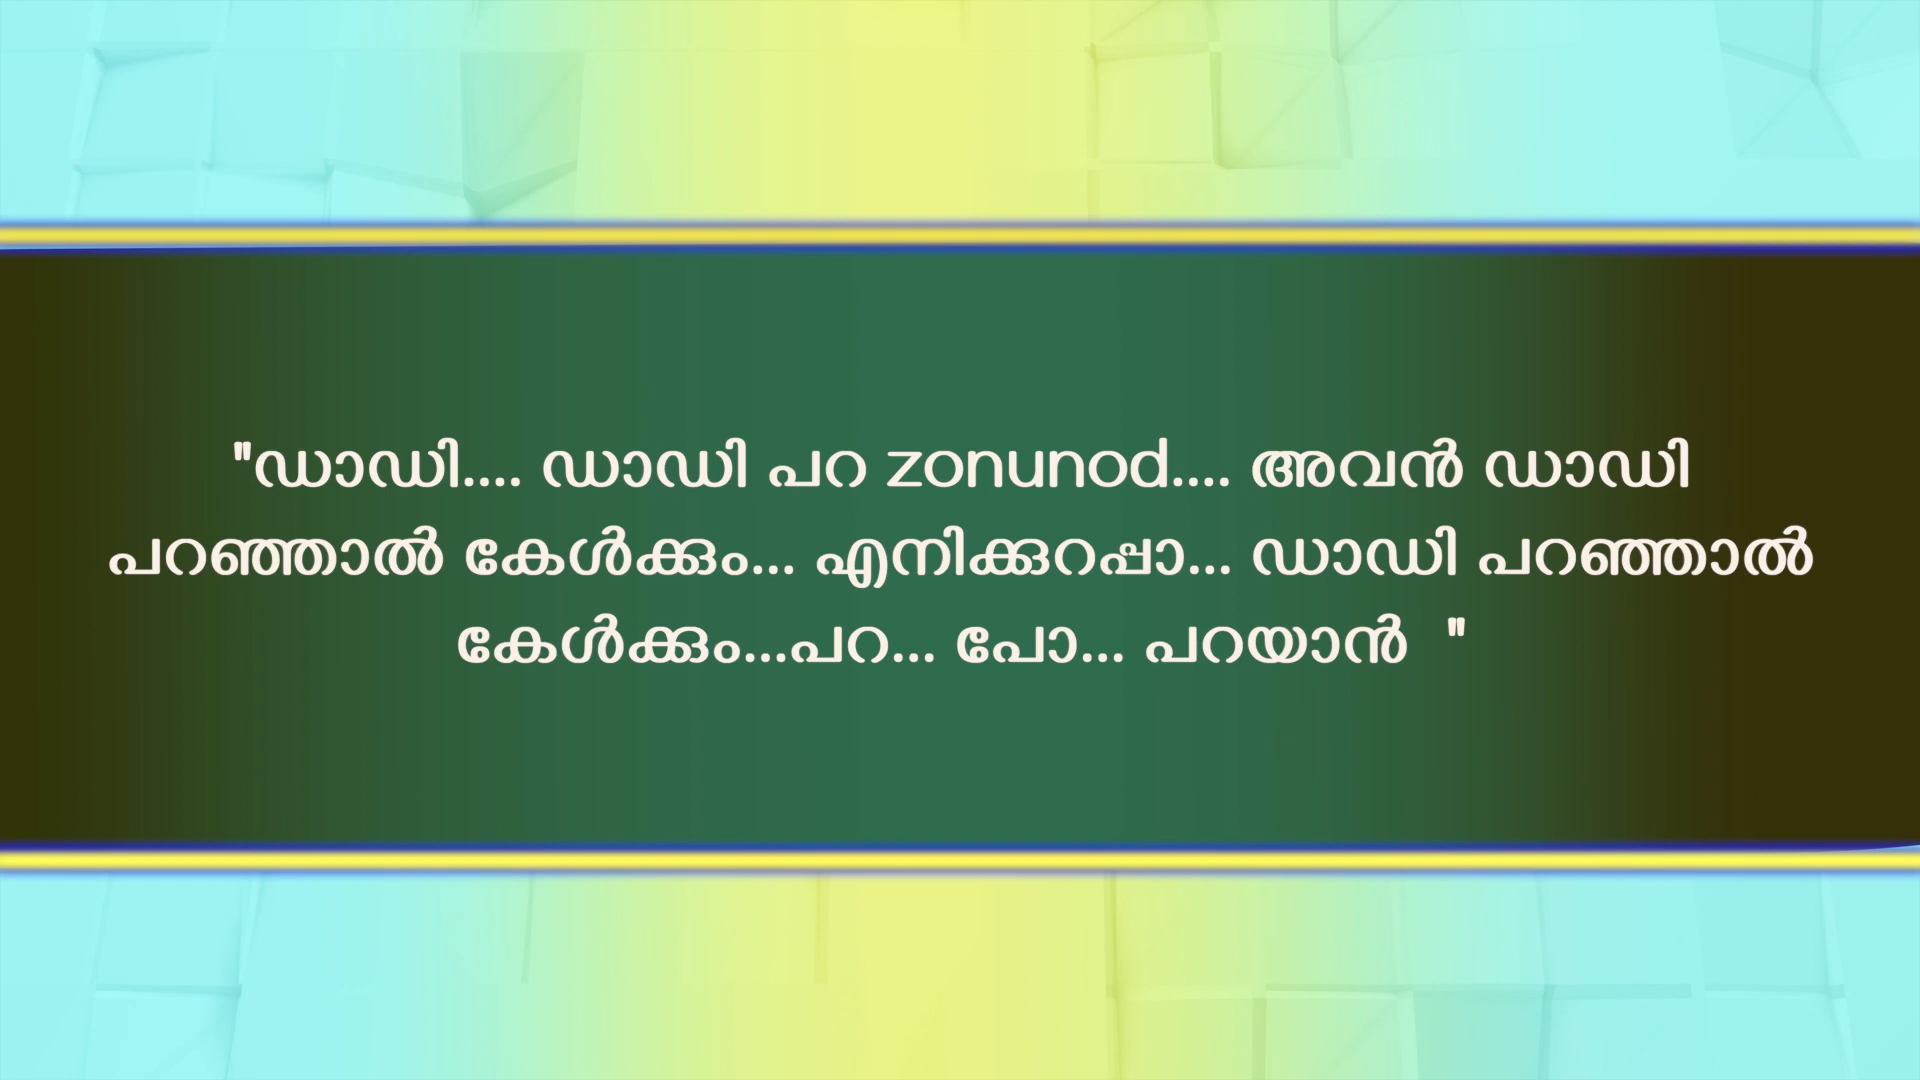 "ഡാഡി.... ഡാഡി പറ zonunod.... അവൻ ഡാഡി
പറഞ്ഞാൽ കേൾക്കും... എനിക്കുറപ്പാ... ഡാഡി പറഞ്ഞാൽ
കേൾക്കും...പറ... പോ... പറയാൻ  "